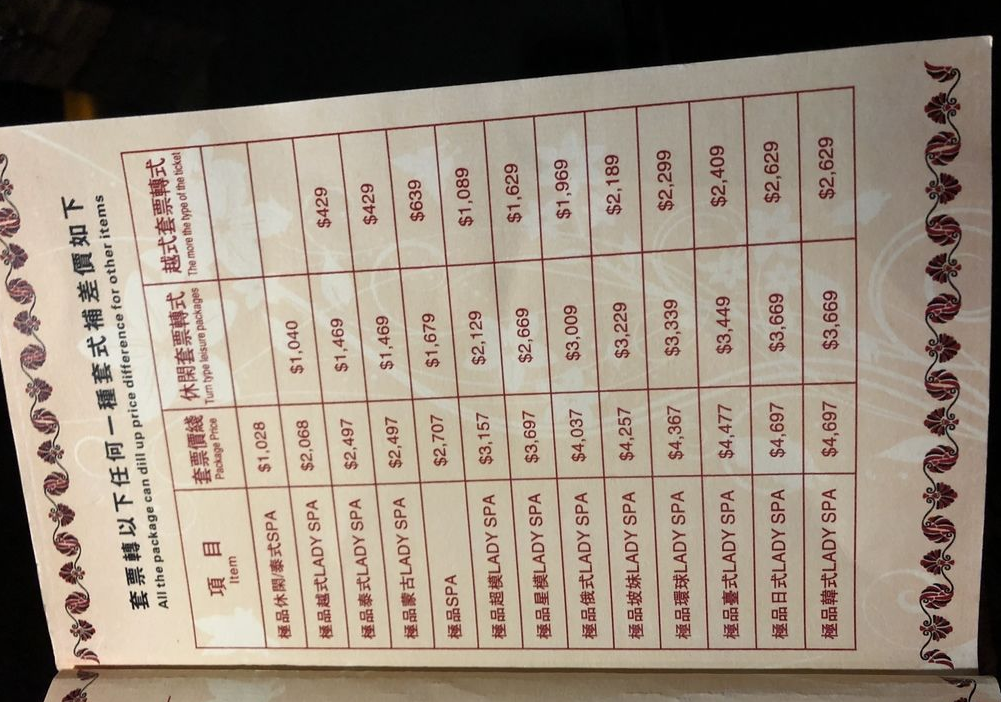 套票轉以下任何一種套式補差價如下
All the package can dill up price difference for other items
項目 套票價錢 休閑套票轉式 越式套票轉式
Item Package Price Turn type leisure packages The more the type of the ticket
極品休閑/泰式SPA $1,028
極品越式LADY SPA $2,068 $1,040
極品泰式LADY SPA $2,497 $1,469 $429
極品蒙古LADY SPA $2,497 $1,469 $429
極品SPA $2,707 $1,679 $639
極品超模LADY SPA $3,157 $2,129 $1,089
極品星模LADY SPA $3,697 $2,669 $1,629
極品俄式LADY SPA $4,037 $3,009 $1,969
極品坡妹LADY SPA $4,257 $3,229 $2,189
極品環球LADY SPA $4,367 $3,339 $2,299
極品臺式LADY SPA $4,477 $3,449 $2,409
極品日式LADY SPA $4,697 $3,669 $2,629
極品韓式LADY SPA $4,697 $3,669 $2,629